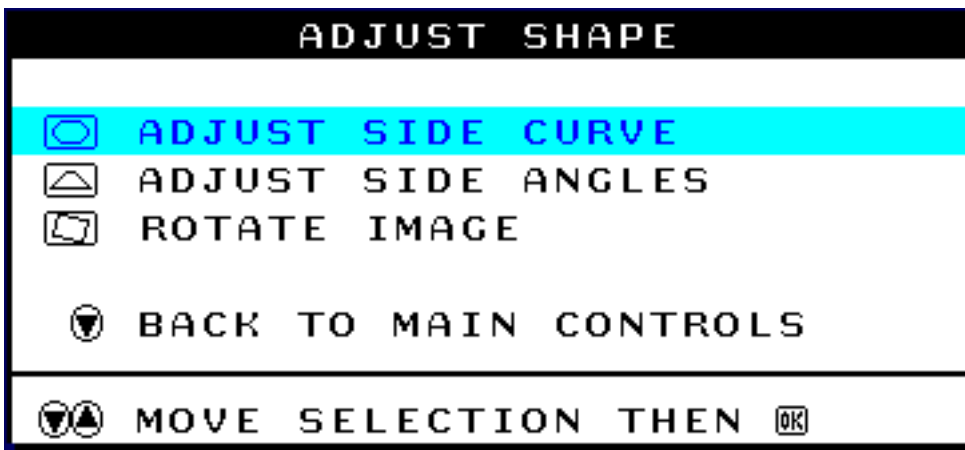 ADJUST SHAPE
ADJUST SIDE CURVE
ADJUST SIDE ANGLES
ROTATE IMAGE
BACK TO MAIN CONTROLS
MOVE SELECTION THEN OK